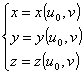 x = x(u₀, v)
y = y(u₀, v)
z = z(u₀, v)